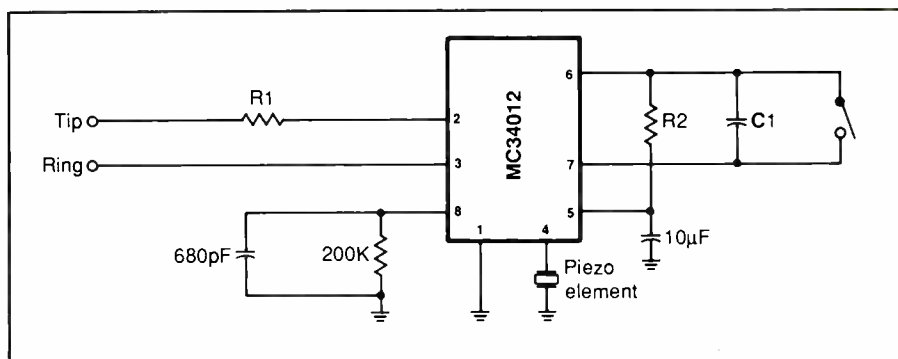 MC34012
6
R1
Tip
2
R2
C1
Ring
3
7
8
5
1
4
680pF
200K
10µF
Piezo
element